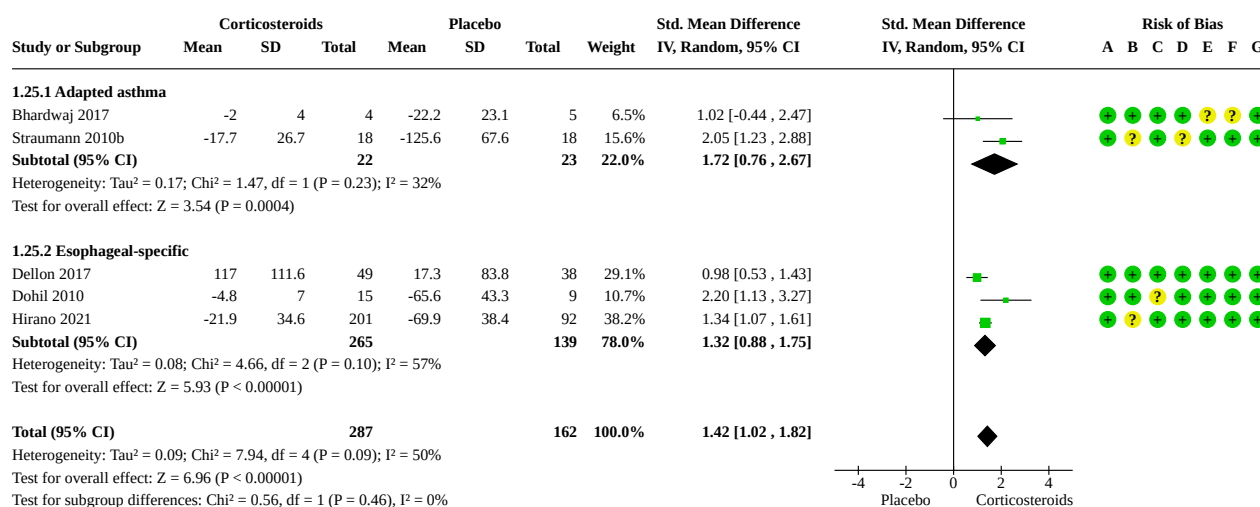 Corticosteroids Placebo Std. Mean Difference Std. Mean Difference Risk of Bias
Study or Subgroup Mean SD Total Mean SD Total Weight IV, Random, 95% CI IV, Random, 95% CI A B C D E F G
1.25.1 Adapted asthma
Bhardwaj 2017 -2 4 4 -22.2 23.1 5 6.5% 1.02 [-0.44 , 2.47] + + + + ? ? +
Straumann 2010b -17.7 26.7 18 -125.6 67.6 18 15.6% 2.05 [1.23 , 2.88] + ? + ? + + +
Subtotal (95% CI) 22 23 22.0% 1.72 [0.76 , 2.67]
Heterogeneity: Tau² = 0.17; Chi² = 1.47, df = 1 (P = 0.23); I² = 32%
Test for overall effect: Z = 3.54 (P = 0.0004)
1.25.2 Esophageal-specific
Dellon 2017 117 111.6 49 17.3 83.8 38 29.1% 0.98 [0.53 , 1.43] + + + + + + +
Dohil 2010 -4.8 7 15 -65.6 43.3 9 10.7% 2.20 [1.13 , 3.27] + + ? + + + +
Hirano 2021 -21.9 34.6 201 -69.9 38.4 92 38.2% 1.34 [1.07 , 1.61] + ? + + + + +
Subtotal (95% CI) 265 139 78.0% 1.32 [0.88 , 1.75]
Heterogeneity: Tau² = 0.08; Chi² = 4.66, df = 2 (P = 0.10); I² = 57%
Test for overall effect: Z = 5.93 (P < 0.00001)
Total (95% CI) 287 162 100.0% 1.42 [1.02 , 1.82]
Heterogeneity: Tau² = 0.09; Chi² = 7.94, df = 4 (P = 0.09); I² = 50%
Test for overall effect: Z = 6.96 (P < 0.00001) -4 -2 0 2 4
Test for subgroup differences: Chi² = 0.56, df = 1 (P = 0.46), I² = 0% Placebo Corticosteroids